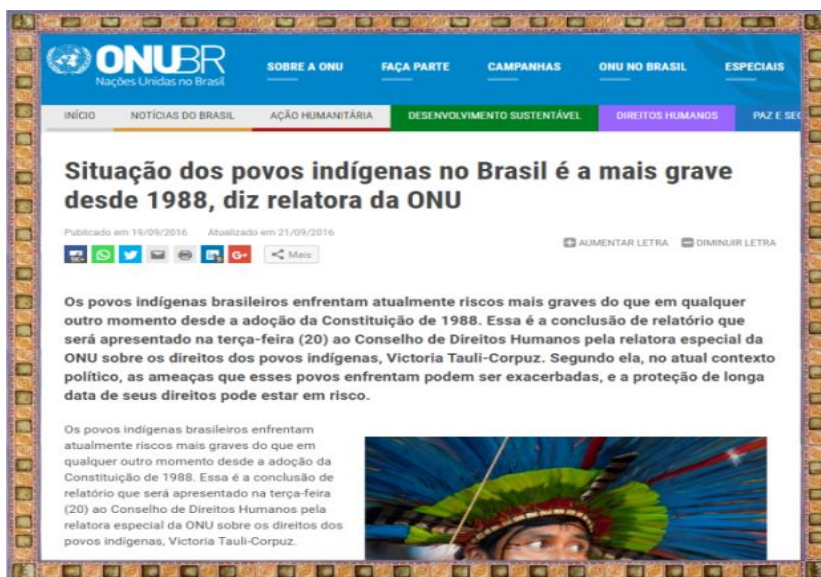 ONUBR
Nações Unidas no Brasil
SOBRE A ONU FAÇA PARTE CAMPANHAS ONU NO BRASIL ESPECIAIS
INÍCIO NOTÍCIAS DO BRASIL AÇÃO HUMANITÁRIA DESENVOLVIMENTO SUSTENTÁVEL DIREITOS HUMANOS PAZ E SEG
Situação dos povos indígenas no Brasil é a mais grave
desde 1988, diz relatora da ONU
Publicado em 19/09/2016 Atualizado em 21/09/2016
Mais
AUMENTAR LETRA DIMINUIR LETRA
Os povos indígenas brasileiros enfrentam atualmente riscos mais graves do que em qualquer
outro momento desde a adoção da Constituição de 1988. Essa é a conclusão de relatório que
será apresentado na terça-feira (20) ao Conselho de Direitos Humanos pela relatora especial da
ONU sobre os direitos dos povos indígenas, Victoria Tauli-Corpuz. Segundo ela, no atual contexto
político, as ameaças que esses povos enfrentam podem ser exacerbadas, e a proteção de longa
data de seus direitos pode estar em risco.
Os povos indígenas brasileiros enfrentam
atualmente riscos mais graves do que em
qualquer outro momento desde a adoção da
Constituição de 1988. Essa é a conclusão de
relatório que será apresentado na terça-feira
(20) ao Conselho de Direitos Humanos pela
relatora especial da ONU sobre os direitos dos
povos indígenas, Victoria Tauli-Corpuz.